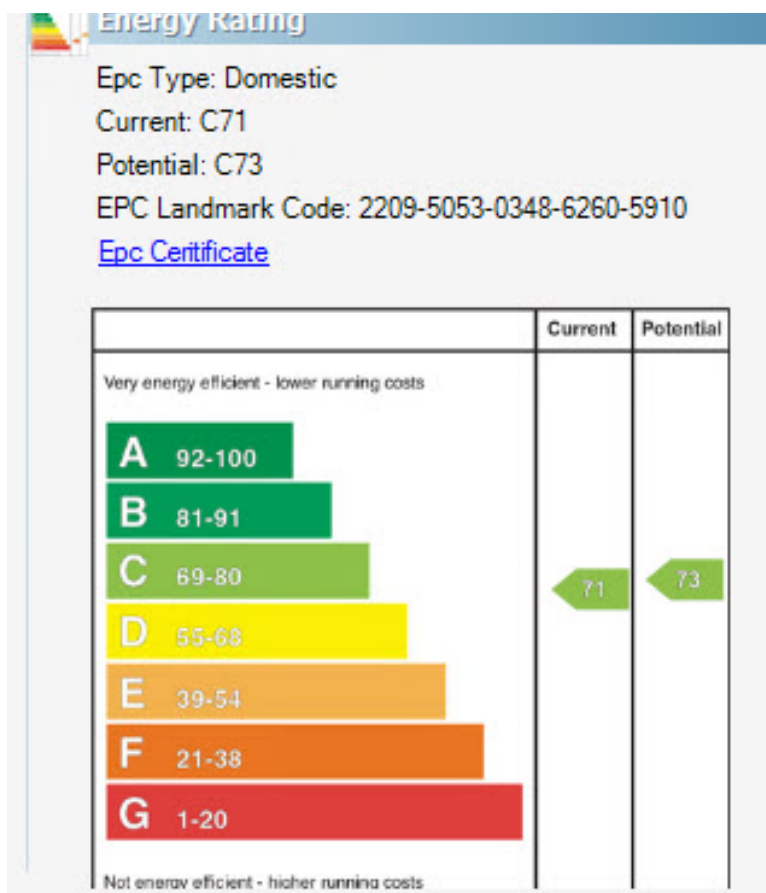 Energy Rating
Epc Type: Domestic
Current: C71
Potential: C73
EPC Landmark Code: 2209-5053-0348-6260-5910
Epc Ceritificate
Current Potential
Very energy efficient - lower running costs
A 92-100
B 81-91
C 69-80
71 73
D 55-68
E 39-54
F 21-38
G 1-20
Not energy efficient - higher running costs